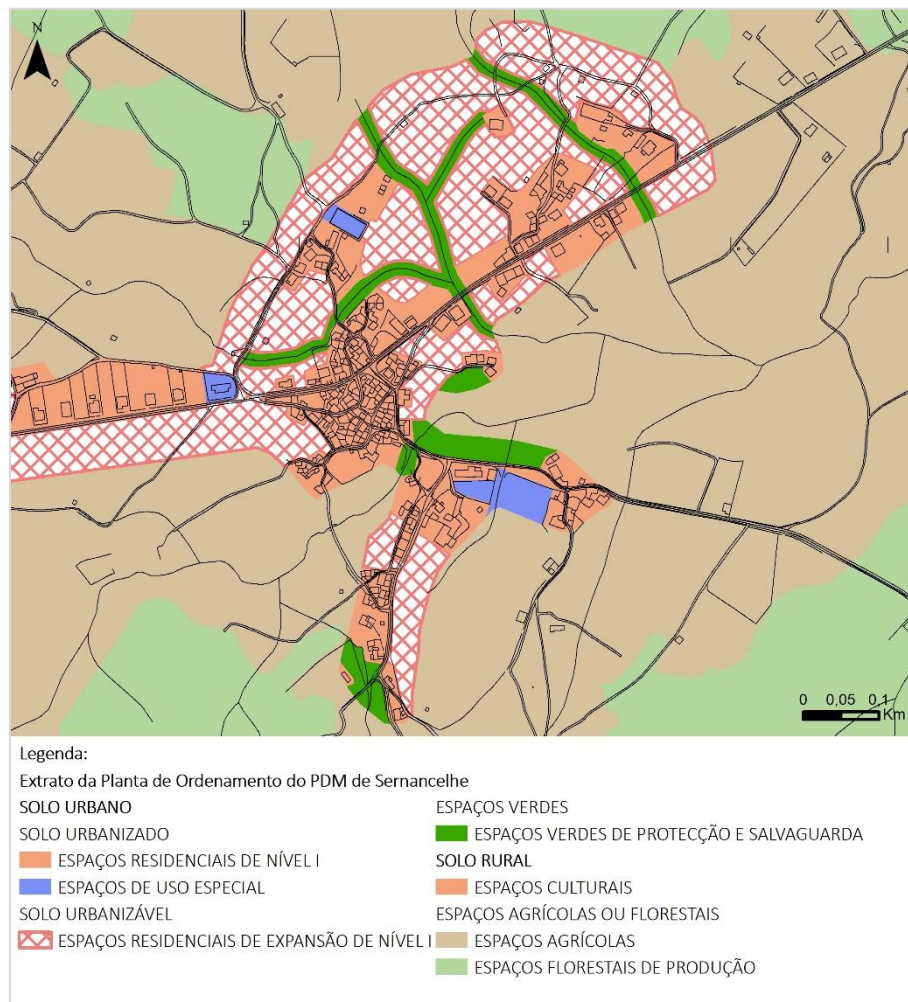 N
0 0,05 0,1
Km
Legenda:
Extrato da Planta de Ordenamento do PDM de Sernancelhe
SOLO URBANO
SOLO URBANIZADO
ESPAÇOS RESIDENCIAIS DE NÍVEL I
ESPAÇOS DE USO ESPECIAL
SOLO URBANIZÁVEL
ESPAÇOS RESIDENCIAIS DE EXPANSÃO DE NÍVEL I
ESPAÇOS VERDES
ESPAÇOS VERDES DE PROTECÇÃO E SALVAGUARDA
SOLO RURAL
ESPAÇOS CULTURAIS
ESPAÇOS AGRÍCOLAS OU FLORESTAIS
ESPAÇOS AGRÍCOLAS
ESPAÇOS FLORESTAIS DE PRODUÇÃO